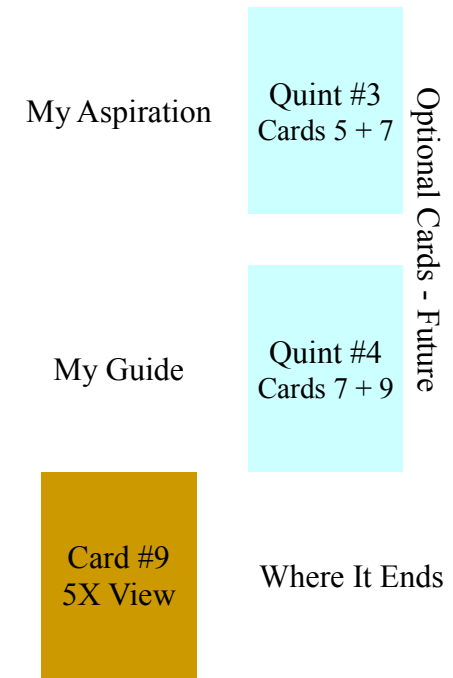 My Aspiration
Quint #3
Cards 5 + 7
Optional Cards - Future
My Guide
Quint #4
Cards 7 + 9
Card #9
5X View
Where It Ends